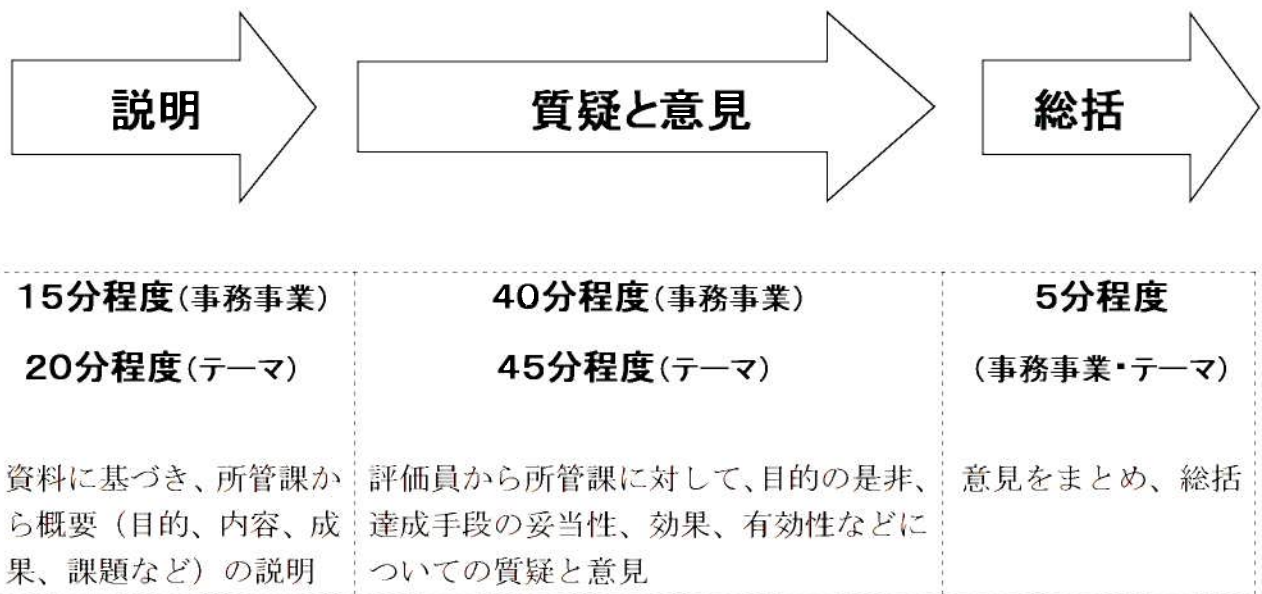 説明
質疑と意見
総括
15分程度(事務事業)
20分程度(テーマ)
40分程度(事務事業)
45分程度(テーマ)
5分程度
(事務事業・テーマ)
資料に基づき、所管課か
ら概要(目的、内容、成
果、課題など)の説明
評価員から所管課に対して、目的の是非、
達成手段の妥当性、効果、有効性などに
ついての質疑と意見
意見をまとめ、総括